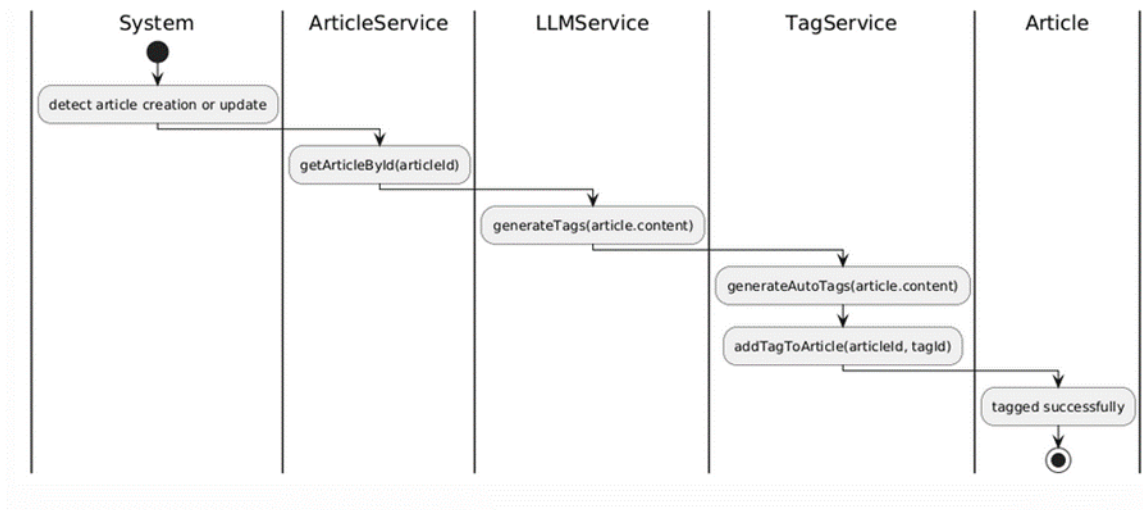 System
ArticleService
LLMService
TagService
Article
detect article creation or update
getArticleById(articleId)
generateTags(article.content)
generateAutoTags(article.content)
addTagToArticle(articleId, tagId)
tagged successfully